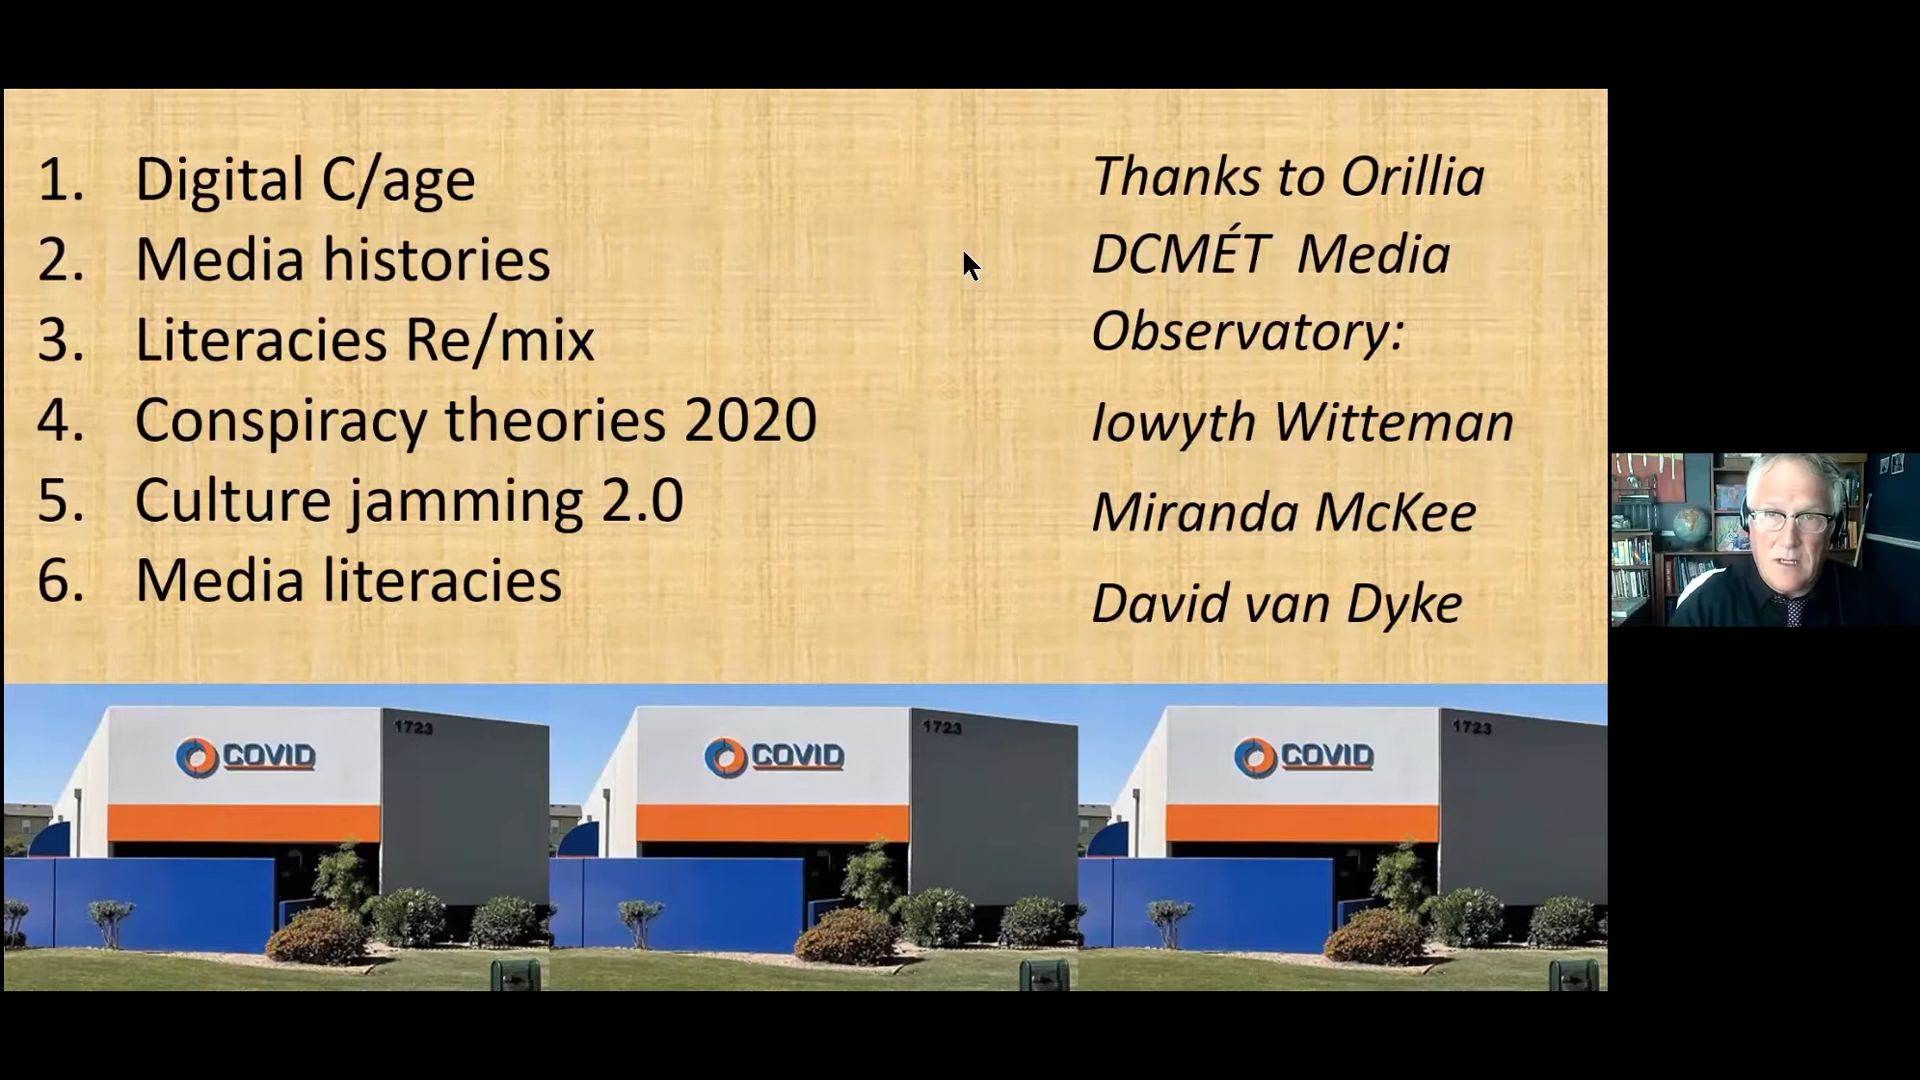 1. Digital C/age
2. Media histories
3. Literacies Re/mix
4. Conspiracy theories 2020
5. Culture jamming 2.0
6. Media literacies
Thanks to Orillia
DCMÉT Media
Observatory:
Iowyth Witteman
Miranda McKee
David van Dyke
1723
COVID
1723
COVID
1723
COVID